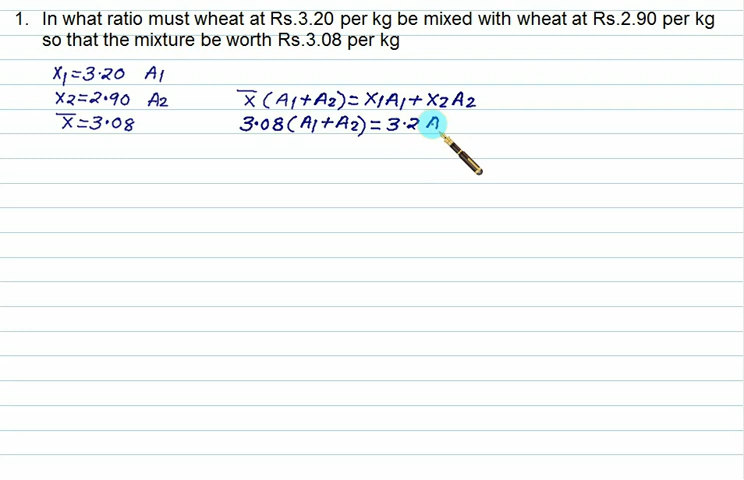 1. In what ratio must wheat at Rs.3.20 per kg be mixed with wheat at Rs.2.90 per kg
so that the mixture be worth Rs.3.08 per kg
X1=3.20 A1
X2=2.90 A2
X̅=3.08
X̅(A1+A2)=X1A1+X2A2
3.08(A1+A2)=3.2 A